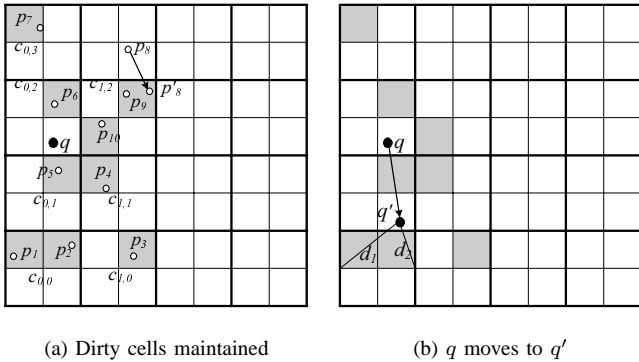 p7
c0,3
p8
c0,2
p6
c1,2
p9
p'8
p10
q
q
p5
p4
c0,1
c1,1
q'
p1
p2
p3
d1
d2
c0,0
c1,0
(a) Dirty cells maintained
(b) q moves to q′